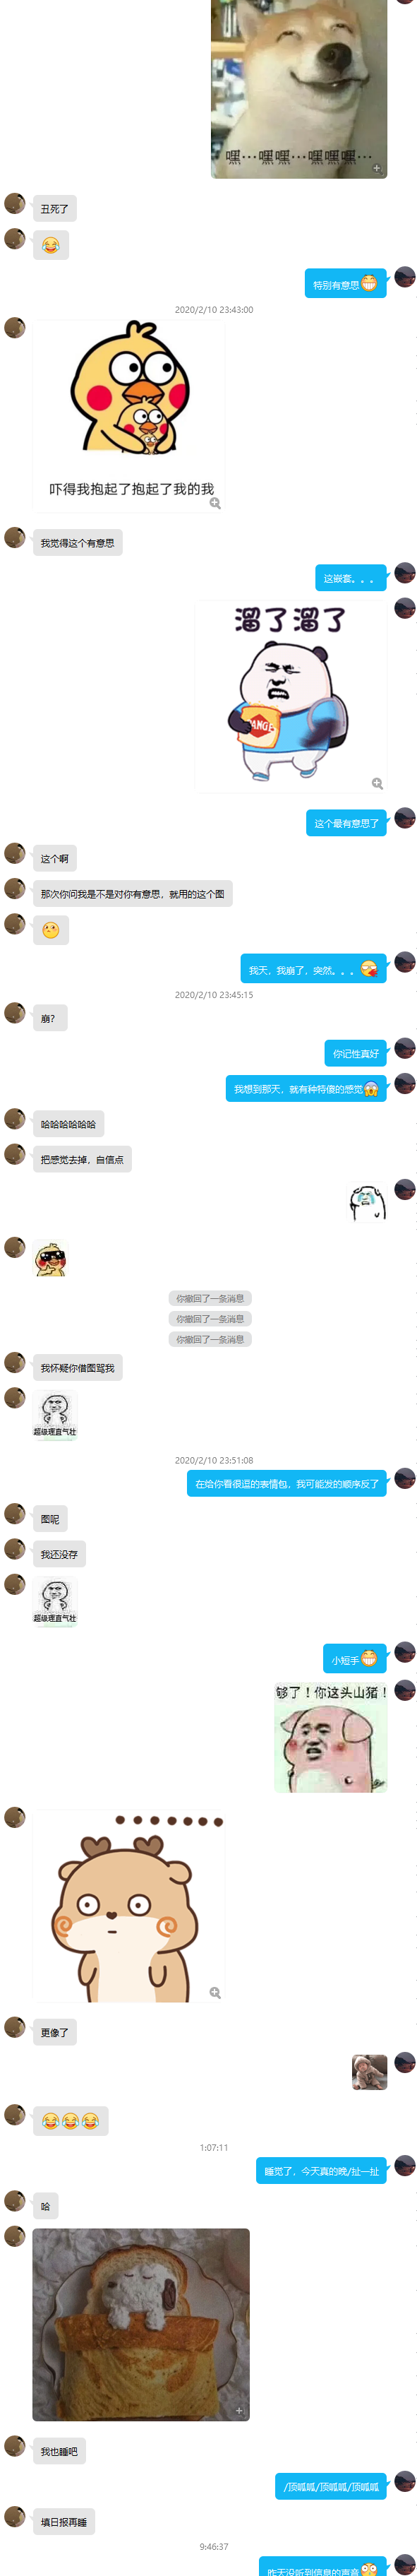 嘿…嘿嘿…嘿嘿嘿…
丑死了
特别有意思
2020/2/10 23:43:00
吓得我抱起了抱起了我的我
我觉得这个有意思
这嵌套。。。
溜了溜了
ANGE
这个最有意思了
这个啊
那次你问我是不是对你有意思，就用的这个图
我天，我崩了，突然。。。
2020/2/10 23:45:15
崩？
你记性真好
我想到那天，就有种特傻的感觉
哈哈哈哈哈哈
把感觉去掉，自信点
你撤回了一条消息
你撤回了一条消息
你撤回了一条消息
我怀疑你借图骂我
超级理直气壮
2020/2/10 23:51:08
在给你看很逗的表情包，我可能发的顺序反了
图呢
我还没存
超级理直气壮
小短手
够了！你这头山猪！
更像了
1:07:11
睡觉了，今天真的晚/扯一扯
哈
我也睡吧
/顶呱呱/顶呱呱/顶呱呱
填日报再睡
9:46:37
昨天没听到信息的声音